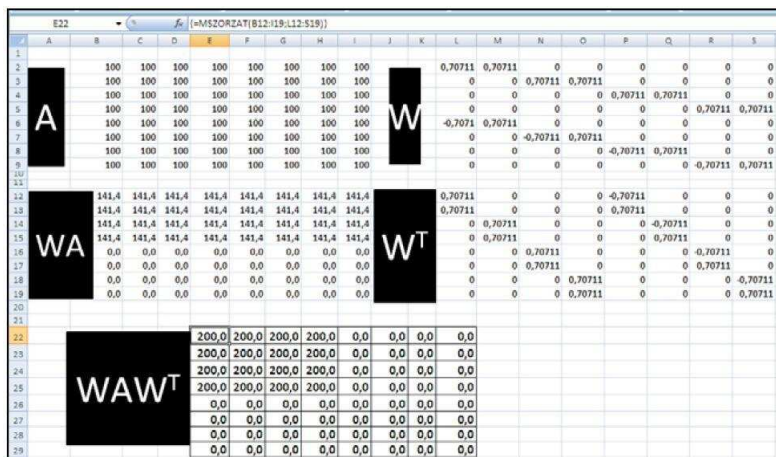 E22 fx {=MSZORZAT(B12:I19;L12:S19)}
A B C D E F G H I J K L M N O P Q R S
1
2 100 100 100 100 100 100 100 100 0,70711 0,70711 0 0 0 0 0 0
3 100 100 100 100 100 100 100 100 0 0 0,70711 0,70711 0 0 0 0
4 100 100 100 100 100 100 100 100 0 0 0 0 0,70711 0,70711 0 0
5 100 100 100 100 100 100 100 100 0 0 0 0 0 0 0,70711 0,70711
A W
6 100 100 100 100 100 100 100 100 -0,7071 0,70711 0 0 0 0 0 0
7 100 100 100 100 100 100 100 100 0 0 -0,70711 0,70711 0 0 0 0
8 100 100 100 100 100 100 100 100 0 0 0 0 -0,70711 0,70711 0 0
9 100 100 100 100 100 100 100 100 0 0 0 0 0 0 -0,70711 0,70711
10
11
12 141,4 141,4 141,4 141,4 141,4 141,4 141,4 141,4 0,70711 0 0 0 -0,70711 0 0 0
13 141,4 141,4 141,4 141,4 141,4 141,4 141,4 141,4 0,70711 0 0 0 0,70711 0 0 0
14 141,4 141,4 141,4 141,4 141,4 141,4 141,4 141,4 0 0,70711 0 0 0 -0,70711 0 0
15 141,4 141,4 141,4 141,4 141,4 141,4 141,4 141,4 0 0,70711 0 0 0 0,70711 0 0
WA Wᵀ
16 0,0 0,0 0,0 0,0 0,0 0,0 0,0 0,0 0 0 0,70711 0 0 0 -0,70711 0
17 0,0 0,0 0,0 0,0 0,0 0,0 0,0 0,0 0 0 0,70711 0 0 0 0,70711 0
18 0,0 0,0 0,0 0,0 0,0 0,0 0,0 0,0 0 0 0 0,70711 0 0 0 -0,70711
19 0,0 0,0 0,0 0,0 0,0 0,0 0,0 0,0 0 0 0 0,70711 0 0 0 0,70711
20
21
22 200,0 200,0 200,0 200,0 0,0 0,0 0,0 0,0
23 200,0 200,0 200,0 200,0 0,0 0,0 0,0 0,0
24 200,0 200,0 200,0 200,0 0,0 0,0 0,0 0,0
25 200,0 200,0 200,0 200,0 0,0 0,0 0,0 0,0
WAWᵀ
26 0,0 0,0 0,0 0,0 0,0 0,0 0,0 0,0
27 0,0 0,0 0,0 0,0 0,0 0,0 0,0 0,0
28 0,0 0,0 0,0 0,0 0,0 0,0 0,0 0,0
29 0,0 0,0 0,0 0,0 0,0 0,0 0,0 0,0